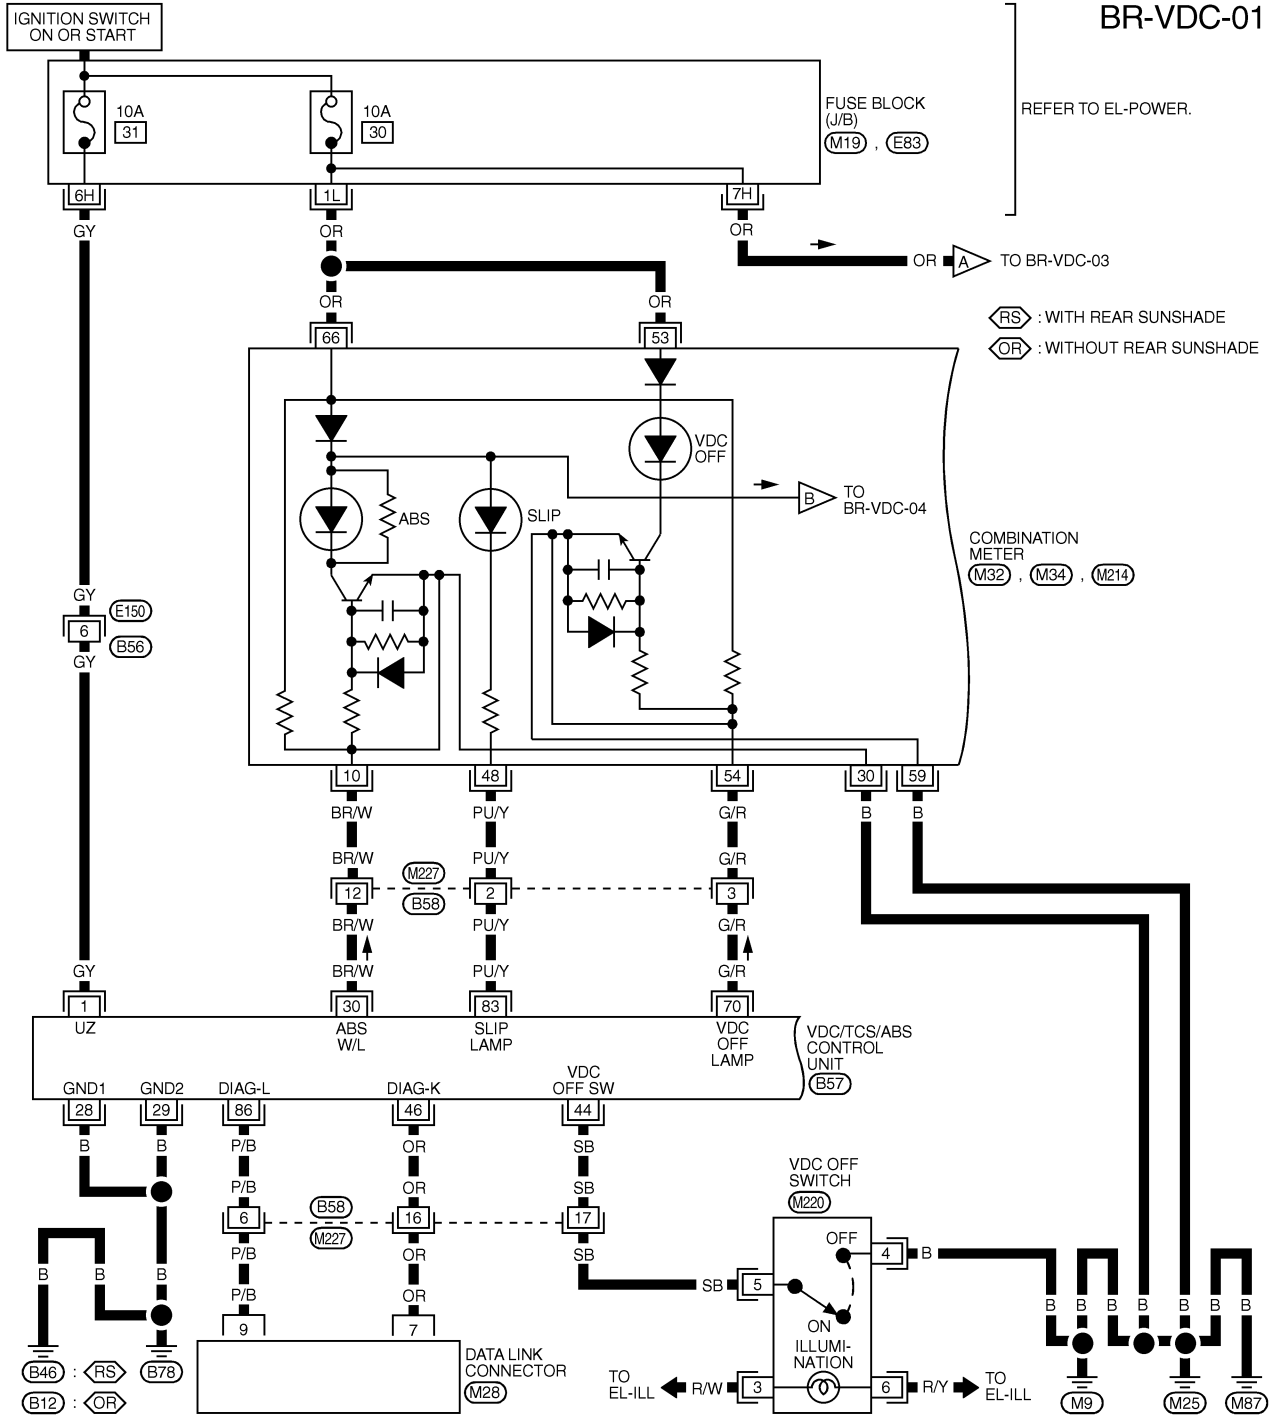 BR-VDC-01
IGNITION SWITCH
ON OR START
10A
31
10A
30
FUSE BLOCK
(J/B)
M19 , E83
REFER TO EL-POWER.
6H
1L
7H
GY
OR
OR
OR
A
TO BR-VDC-03
OR
OR
RS : WITH REAR SUNSHADE
OR : WITHOUT REAR SUNSHADE
66
53
VDC
OFF
B
TO
BR-VDC-04
ABS
SLIP
COMBINATION
METER
M32 , M34 , M214
GY
6
E150
B56
GY
10
48
54
30
59
BR/W
PU/Y
G/R
B
B
BR/W
PU/Y
G/R
M227
12
2
3
B58
BR/W
PU/Y
G/R
GY
BR/W
PU/Y
G/R
1
30
83
70
UZ
ABS
W/L
SLIP
LAMP
VDC
OFF
LAMP
VDC/TCS/ABS
CONTROL
UNIT
B57
GND1
GND2
DIAG-L
DIAG-K
VDC
OFF SW
28
29
86
46
44
B
B
P/B
OR
SB
P/B
OR
SB
B58
6
16
17
M227
P/B
OR
SB
VDC OFF
SWITCH
M220
OFF
4
B
B
B
B
P/B
OR
SB
5
ON
B
B
B
B
B
B
B
9
7
ILLUMI-
NATION
DATA LINK
CONNECTOR
M28
B46 : RS
B78
B12 : OR
TO
EL-ILL
R/W
3
6
R/Y
TO
EL-ILL
M9
M25
M87